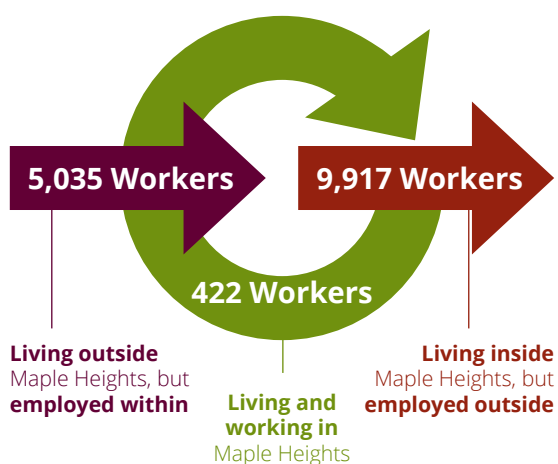 5,035 Workers
9,917 Workers
422 Workers
Living outside
Maple Heights, but
employed within
Living and
working in
Maple Heights
Living inside
Maple Heights, but
employed outside